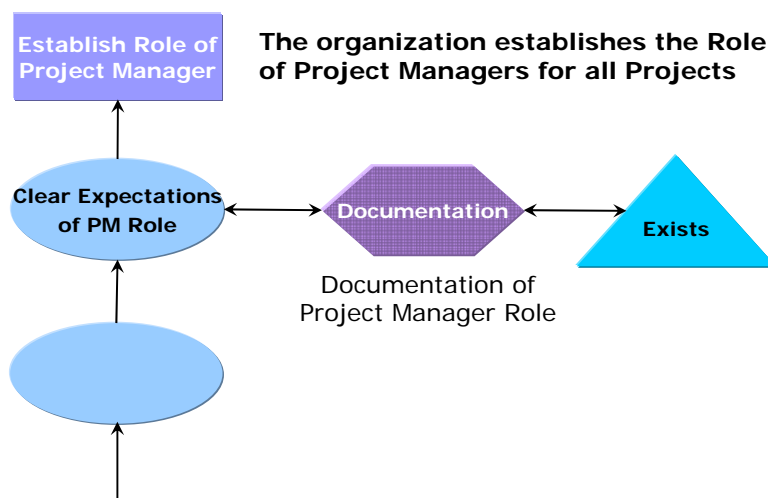 Establish Role of
Project Manager
The organization establishes the Role
of Project Managers for all Projects
Clear Expectations
of PM Role
Documentation
Exists
Documentation of
Project Manager Role